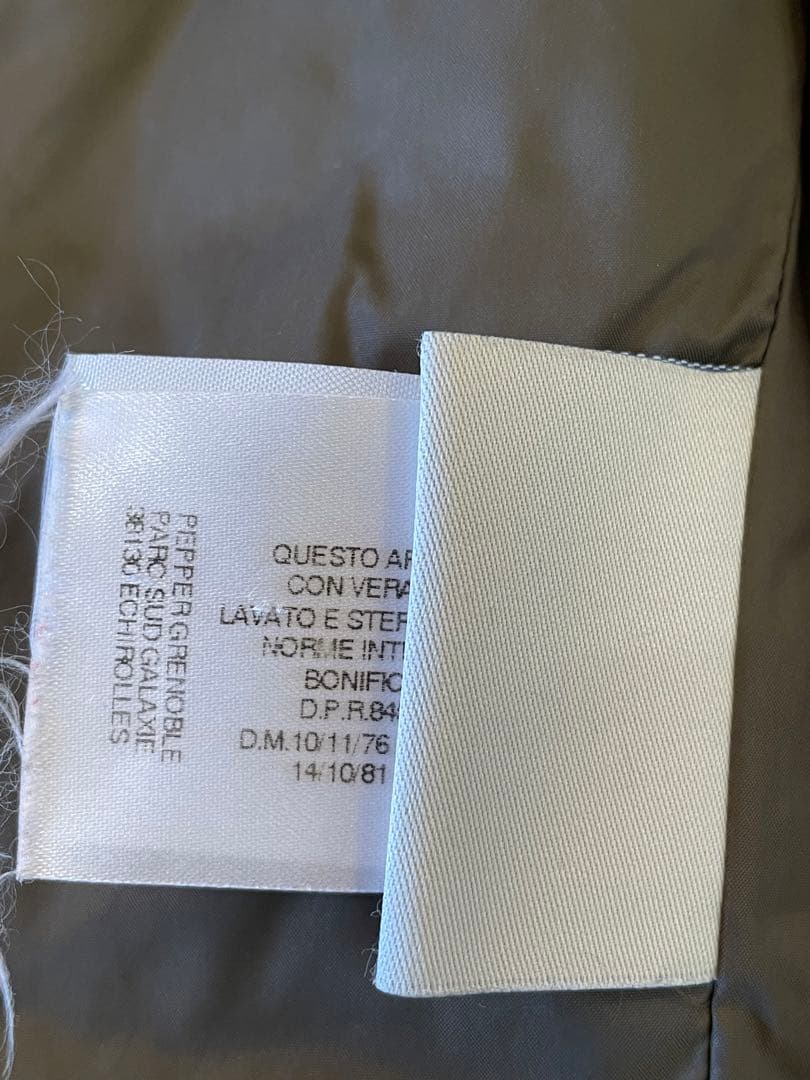 PEPPER GRENOBLE
PARC SUD GALAXIE
38130 ECHIROLLES
QUESTO AR
CON VERA
LAVATO E STER
NORME INT
BONIFIC
D.P.R.84
D.M.10/11/76
14/10/81